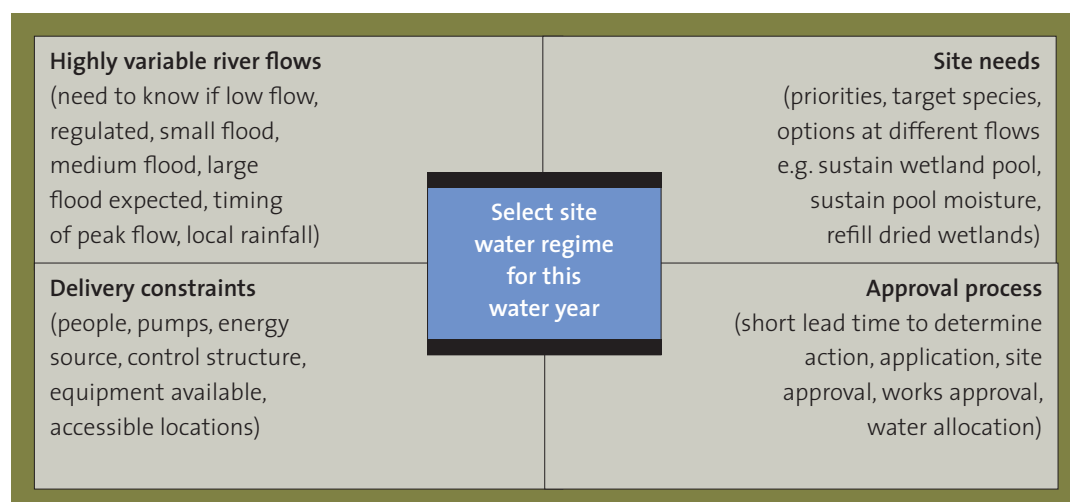 Highly variable river flows
(need to know if low flow,
regulated, small flood,
medium flood, large
flood expected, timing
of peak flow, local rainfall)
Site needs
(priorities, target species,
options at different flows
e.g. sustain wetland pool,
sustain pool moisture,
refill dried wetlands)
Select site
water regime
for this
water year
Delivery constraints
(people, pumps, energy
source, control structure,
equipment available,
accessible locations)
Approval process
(short lead time to determine
action, application, site
approval, works approval,
water allocation)